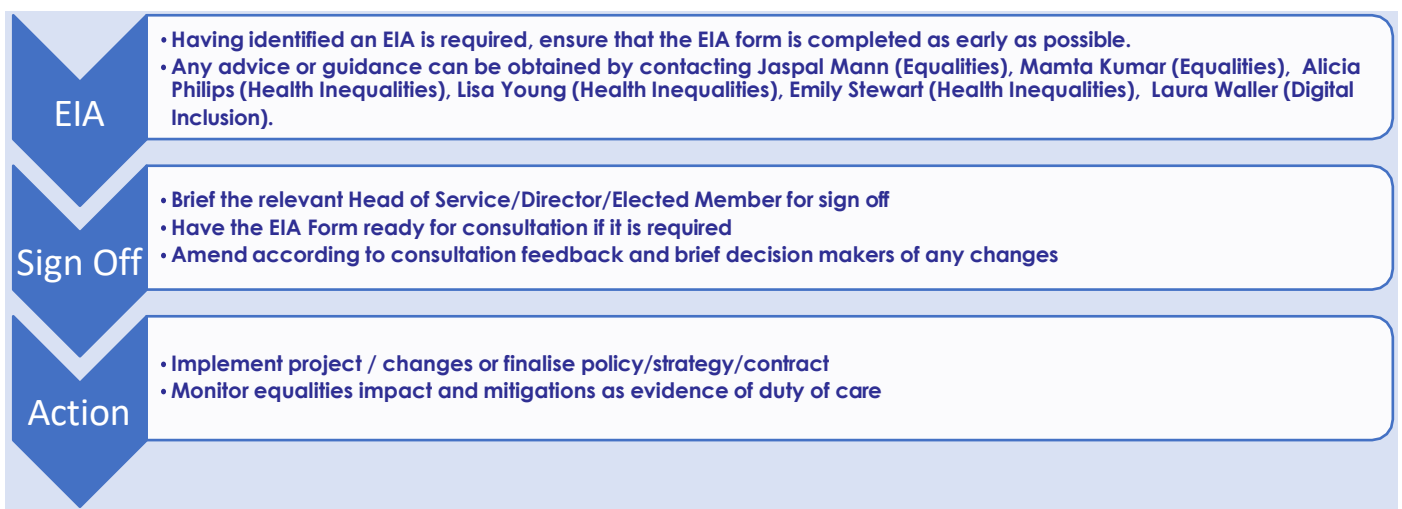 EIA
• Having identified an EIA is required, ensure that the EIA form is completed as early as possible.
• Any advice or guidance can be obtained by contacting Jaspal Mann (Equalities), Mamta Kumar (Equalities), Alicia
Philips (Health Inequalities), Lisa Young (Health Inequalities), Emily Stewart (Health Inequalities), Laura Waller (Digital
Inclusion).
Sign Off
• Brief the relevant Head of Service/Director/Elected Member for sign off
• Have the EIA Form ready for consultation if it is required
• Amend according to consultation feedback and brief decision makers of any changes
Action
• Implement project / changes or finalise policy/strategy/contract
• Monitor equalities impact and mitigations as evidence of duty of care